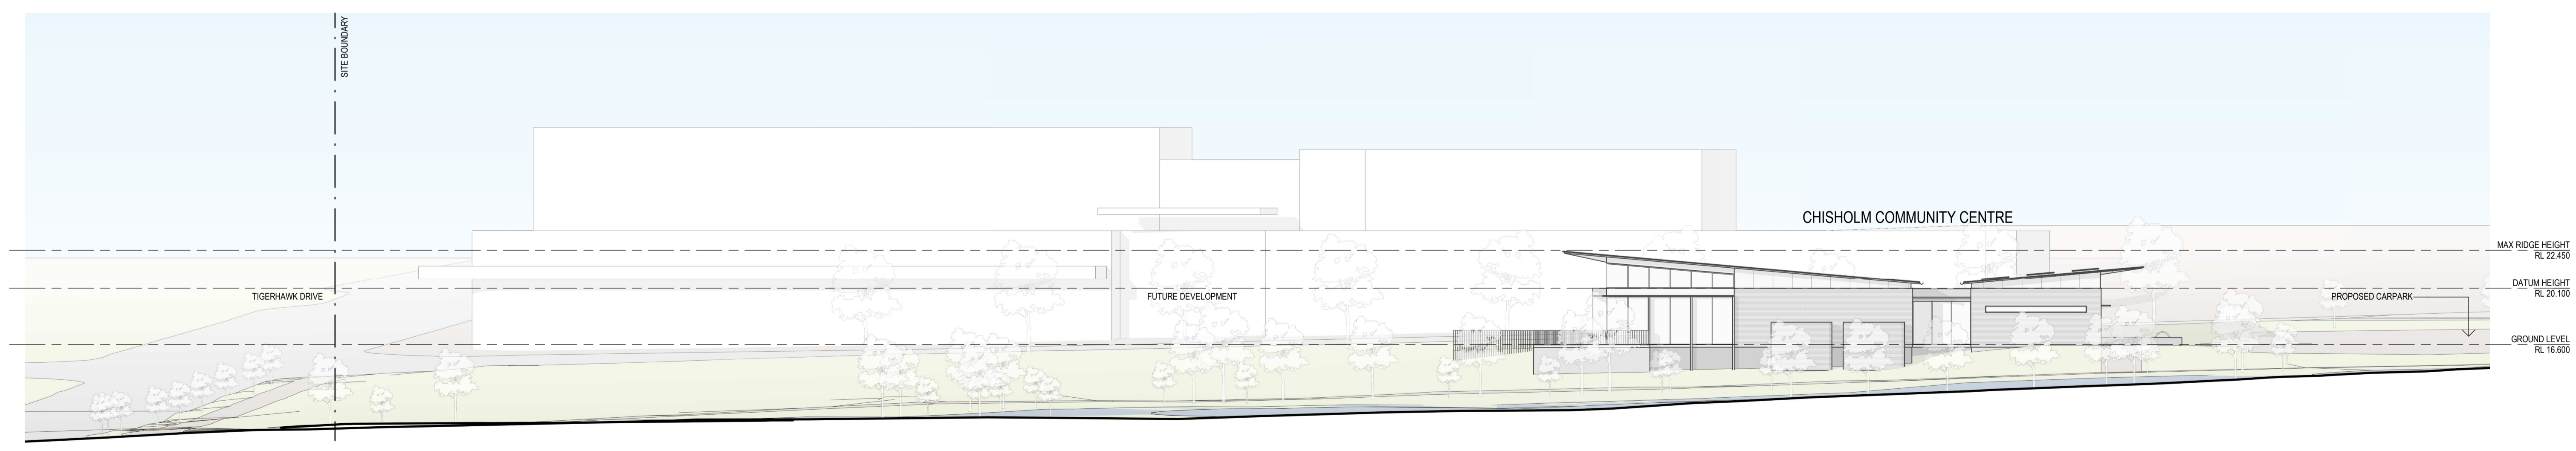 SITE BOUNDARY
CHISHOLM COMMUNITY CENTRE
MAX RIDGE HEIGHT
RL 22.450
DATUM HEIGHT
RL 20.100
TIGERHAWK DRIVE
FUTURE DEVELOPMENT
PROPOSED CARPARK
GROUND LEVEL
RL 16.600